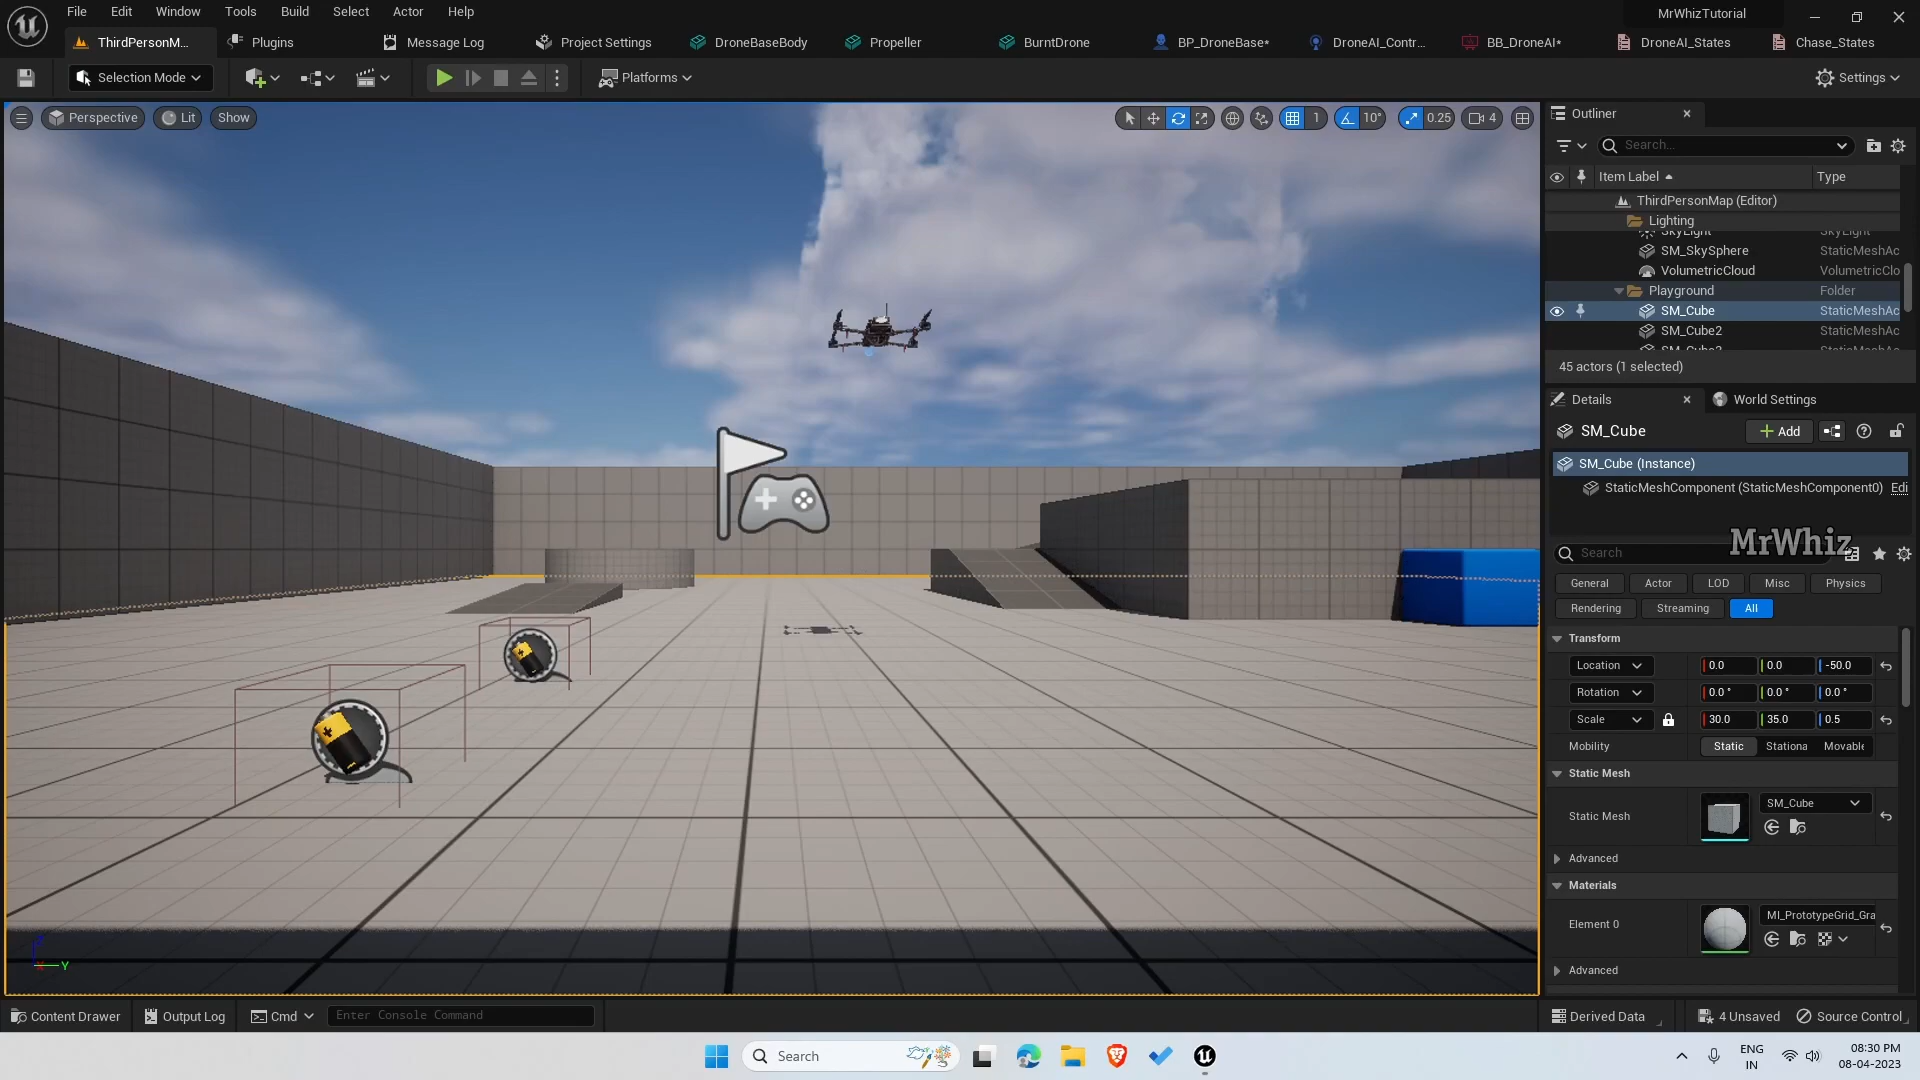 File Edit Window Tools Build Select Actor Help
MrWhizTutorial
ThirdPersonM... Plugins Message Log Project Settings DroneBaseBody Propeller BurntDrone BP_DroneBase* DroneAI_Contr... BB_DroneAI* DroneAI_States Chase_States
Selection Mode Platforms Settings
Perspective Lit Show 1 10° 0.25 4
Outliner
Search...
Item Label Type
ThirdPersonMap (Editor)
Lighting
SkyLight SkyLight
SM_SkySphere StaticMeshAc
VolumetricCloud VolumetricClo
Playground Folder
SM_Cube StaticMeshAc
SM_Cube2 StaticMeshAc
45 actors (1 selected)
Details World Settings
SM_Cube Add
SM_Cube (Instance)
StaticMeshComponent (StaticMeshComponent0) Edi
MrWhiz
Search
General Actor LOD Misc Physics
Rendering Streaming All
Transform
Location 0.0 0.0 -50.0
Rotation 0.0 ° 0.0 ° 0.0 °
Scale 30.0 35.0 0.5
Mobility Static Stationa Movable
Static Mesh
Static Mesh SM_Cube
Advanced
Materials
Element 0 MI_PrototypeGrid_Gra
Advanced
X Y
Content Drawer Output Log Cmd Enter Console Command Derived Data 4 Unsaved Source Control
Search
ENG
IN
08:30 PM
08-04-2023